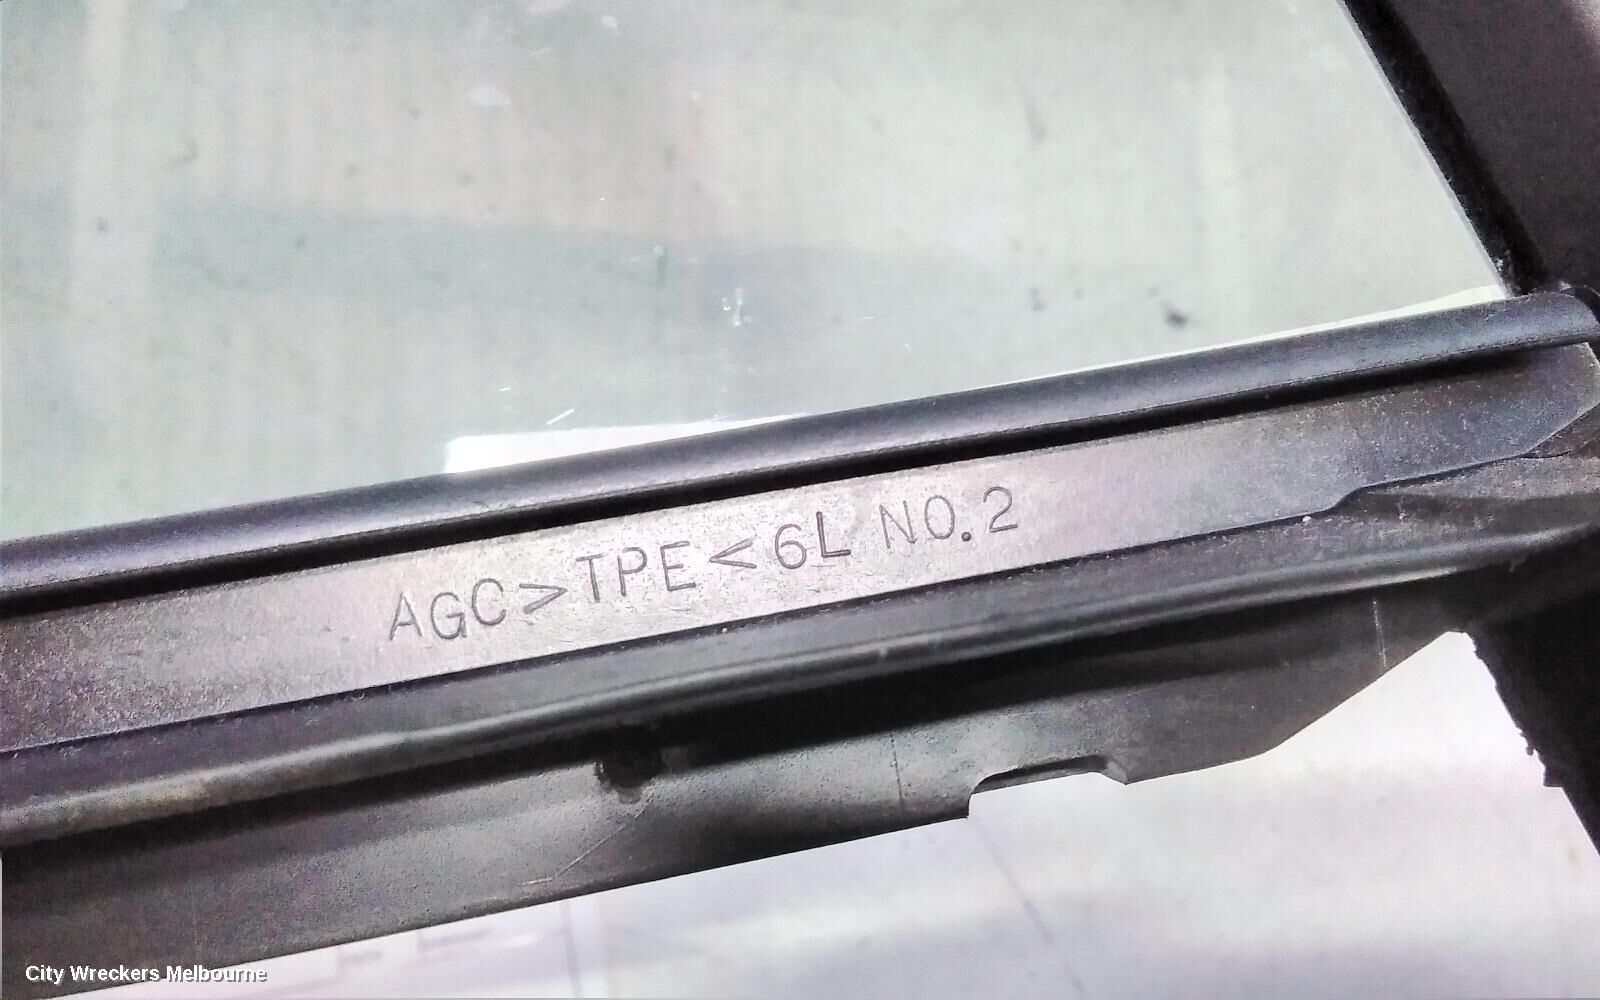 AGC>TPE<6L NO.2
City Wreckers Melbourne